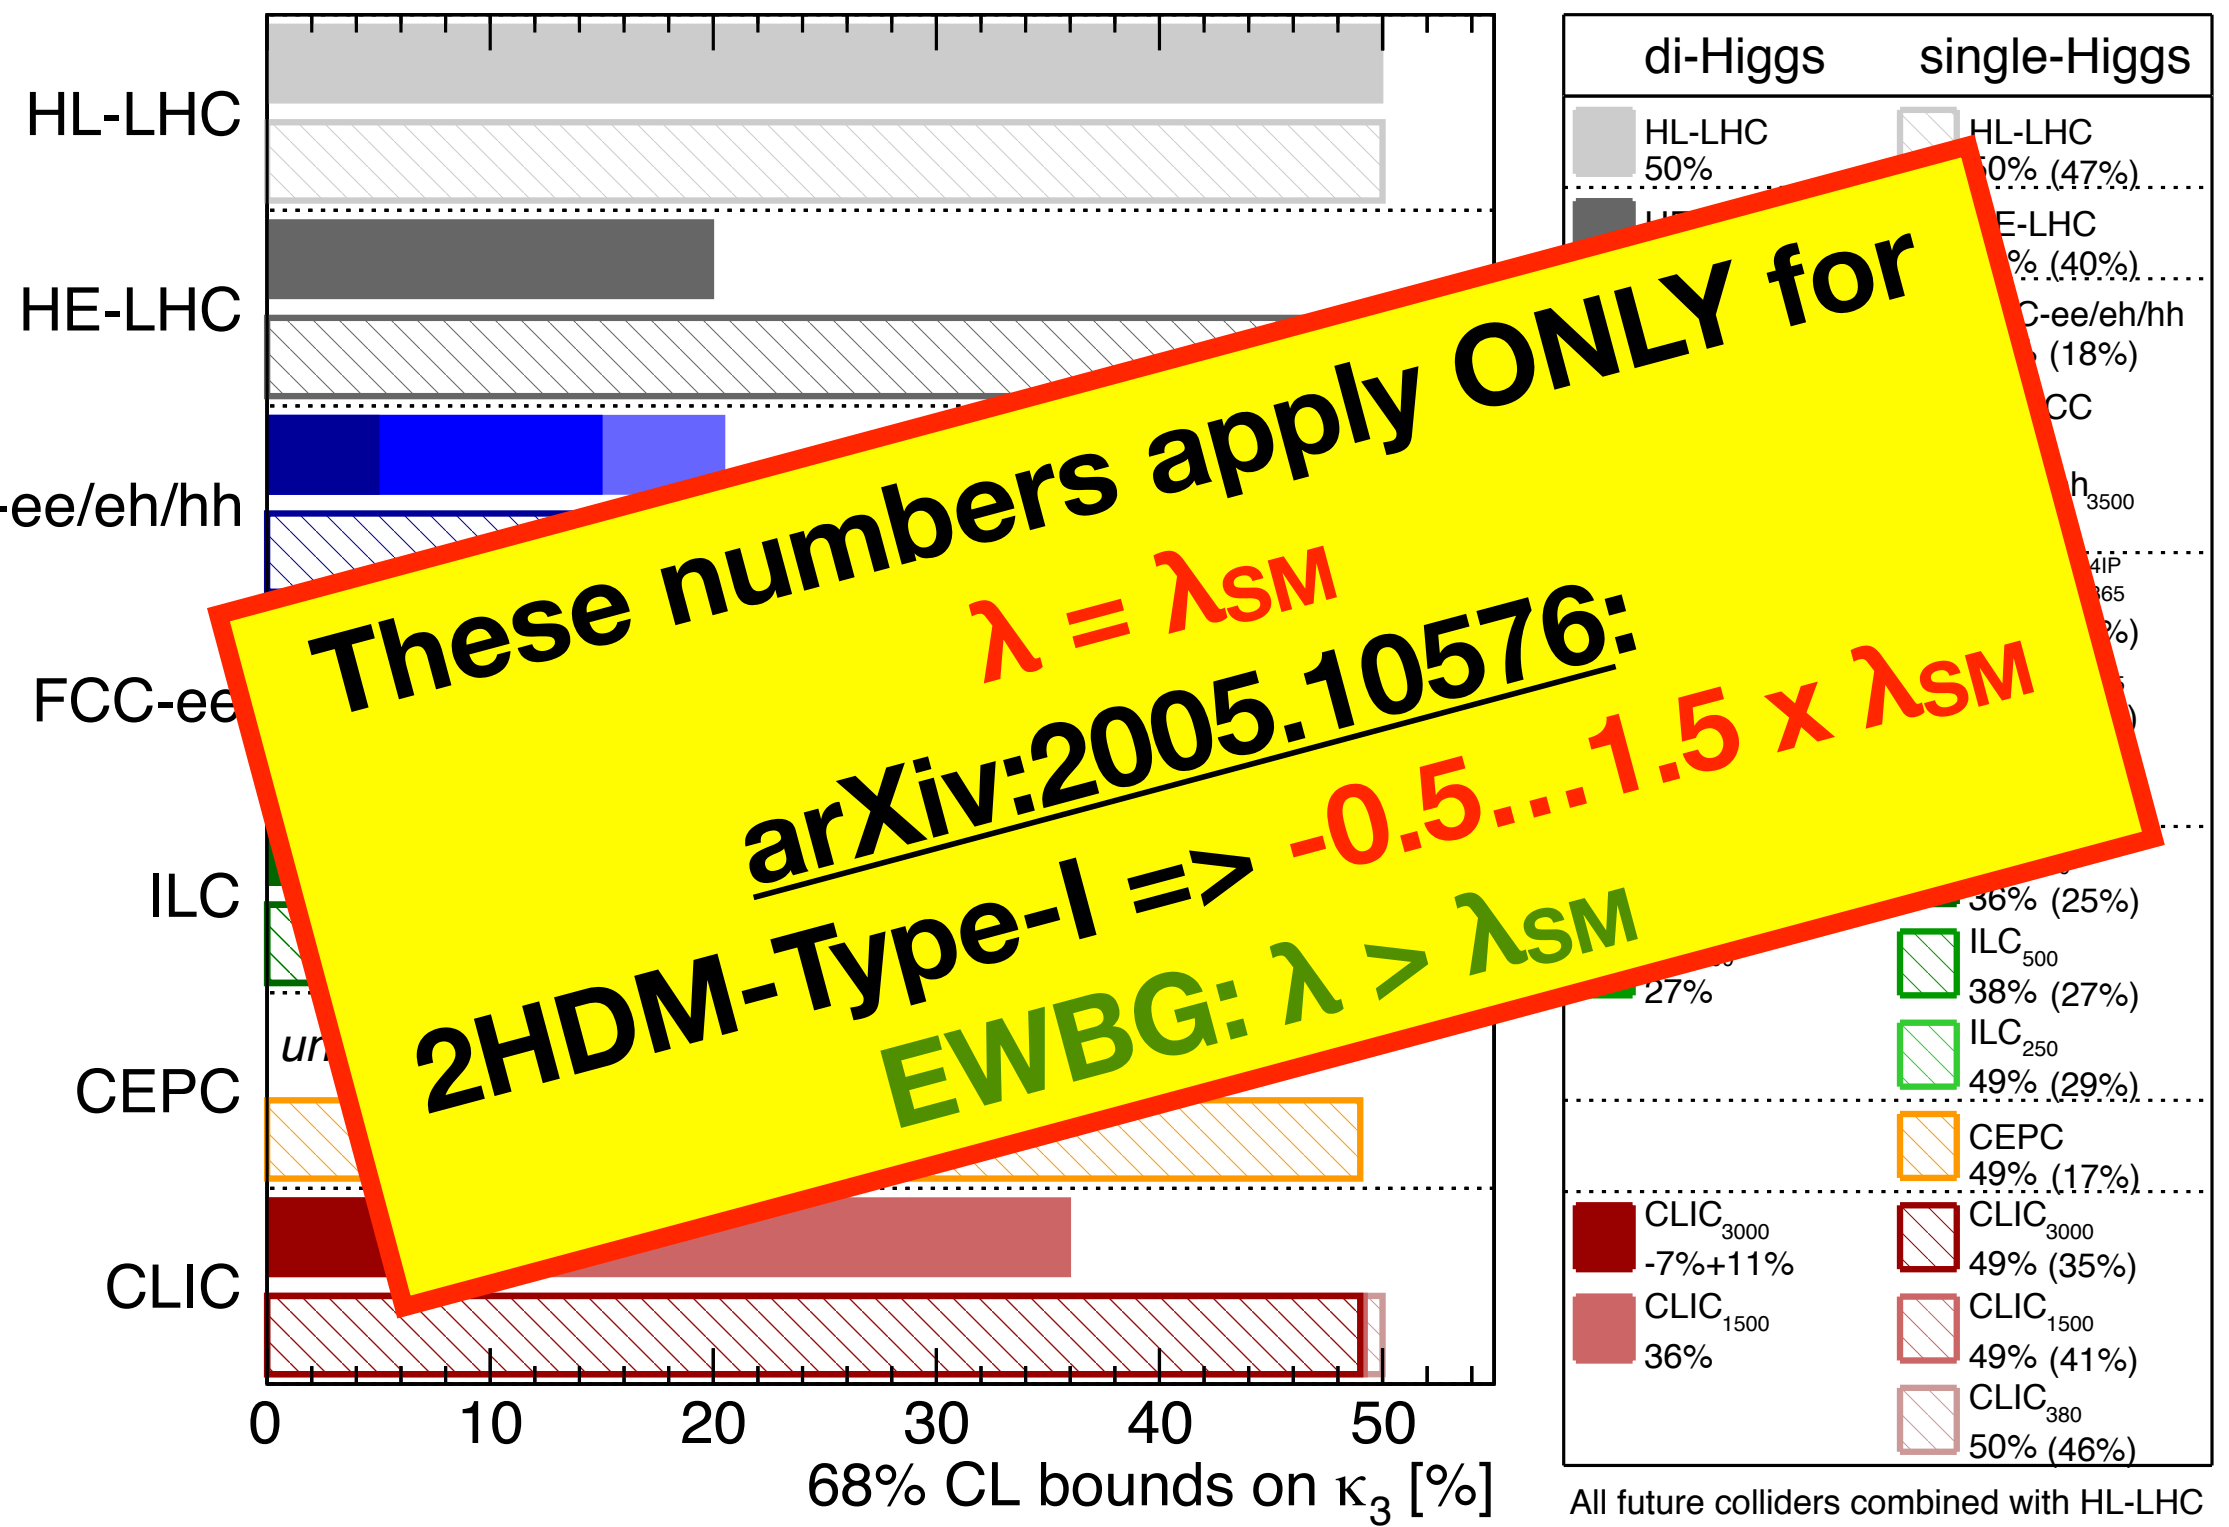 HL-LHC
HE-LHC
-ee/eh/hh
FCC-ee
ILC
CEPC
CLIC
0 10 20 30 40 50
68% CL bounds on κ3 [%]
These numbers apply ONLY for
λ = λSM
arXiv:2005.10576:
2HDM-Type-I => -0.5...1.5 x λSM
EWBG: λ > λSM
di-Higgs single-Higgs
HL-LHC
50%
27%
CLIC3000
-7%+11%
CLIC1500
36%
HL-LHC
50% (47%)
E-LHC
% (40%)
C-ee/eh/hh
(18%)
CC
h3500
4IP
365
%)
36% (25%)
ILC500
38% (27%)
ILC250
49% (29%)
CEPC
49% (17%)
CLIC3000
49% (35%)
CLIC1500
49% (41%)
CLIC380
50% (46%)
All future colliders combined with HL-LHC